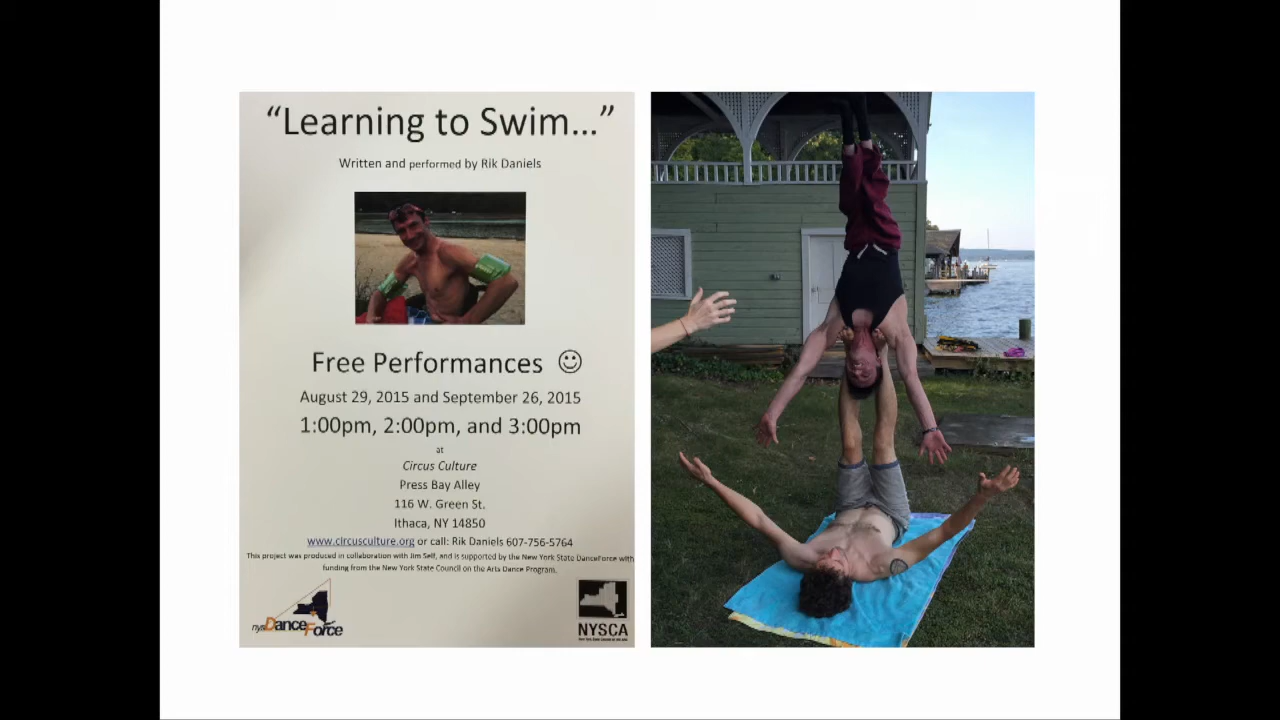 “Learning to Swim...”
Written and performed by Rik Daniels
Free Performances ☺
August 29, 2015 and September 26, 2015
1:00pm, 2:00pm, and 3:00pm
at
Circus Culture
Press Bay Alley
116 W. Green St.
Ithaca, NY 14850
www.circusculture.org or call: Rik Daniels 607-756-5764
This project was produced in collaboration with Jim Self, and is supported by the New York State DanceForce with
funding from the New York State Council on the Arts Dance Program.
nys DanceForce
NYSCA